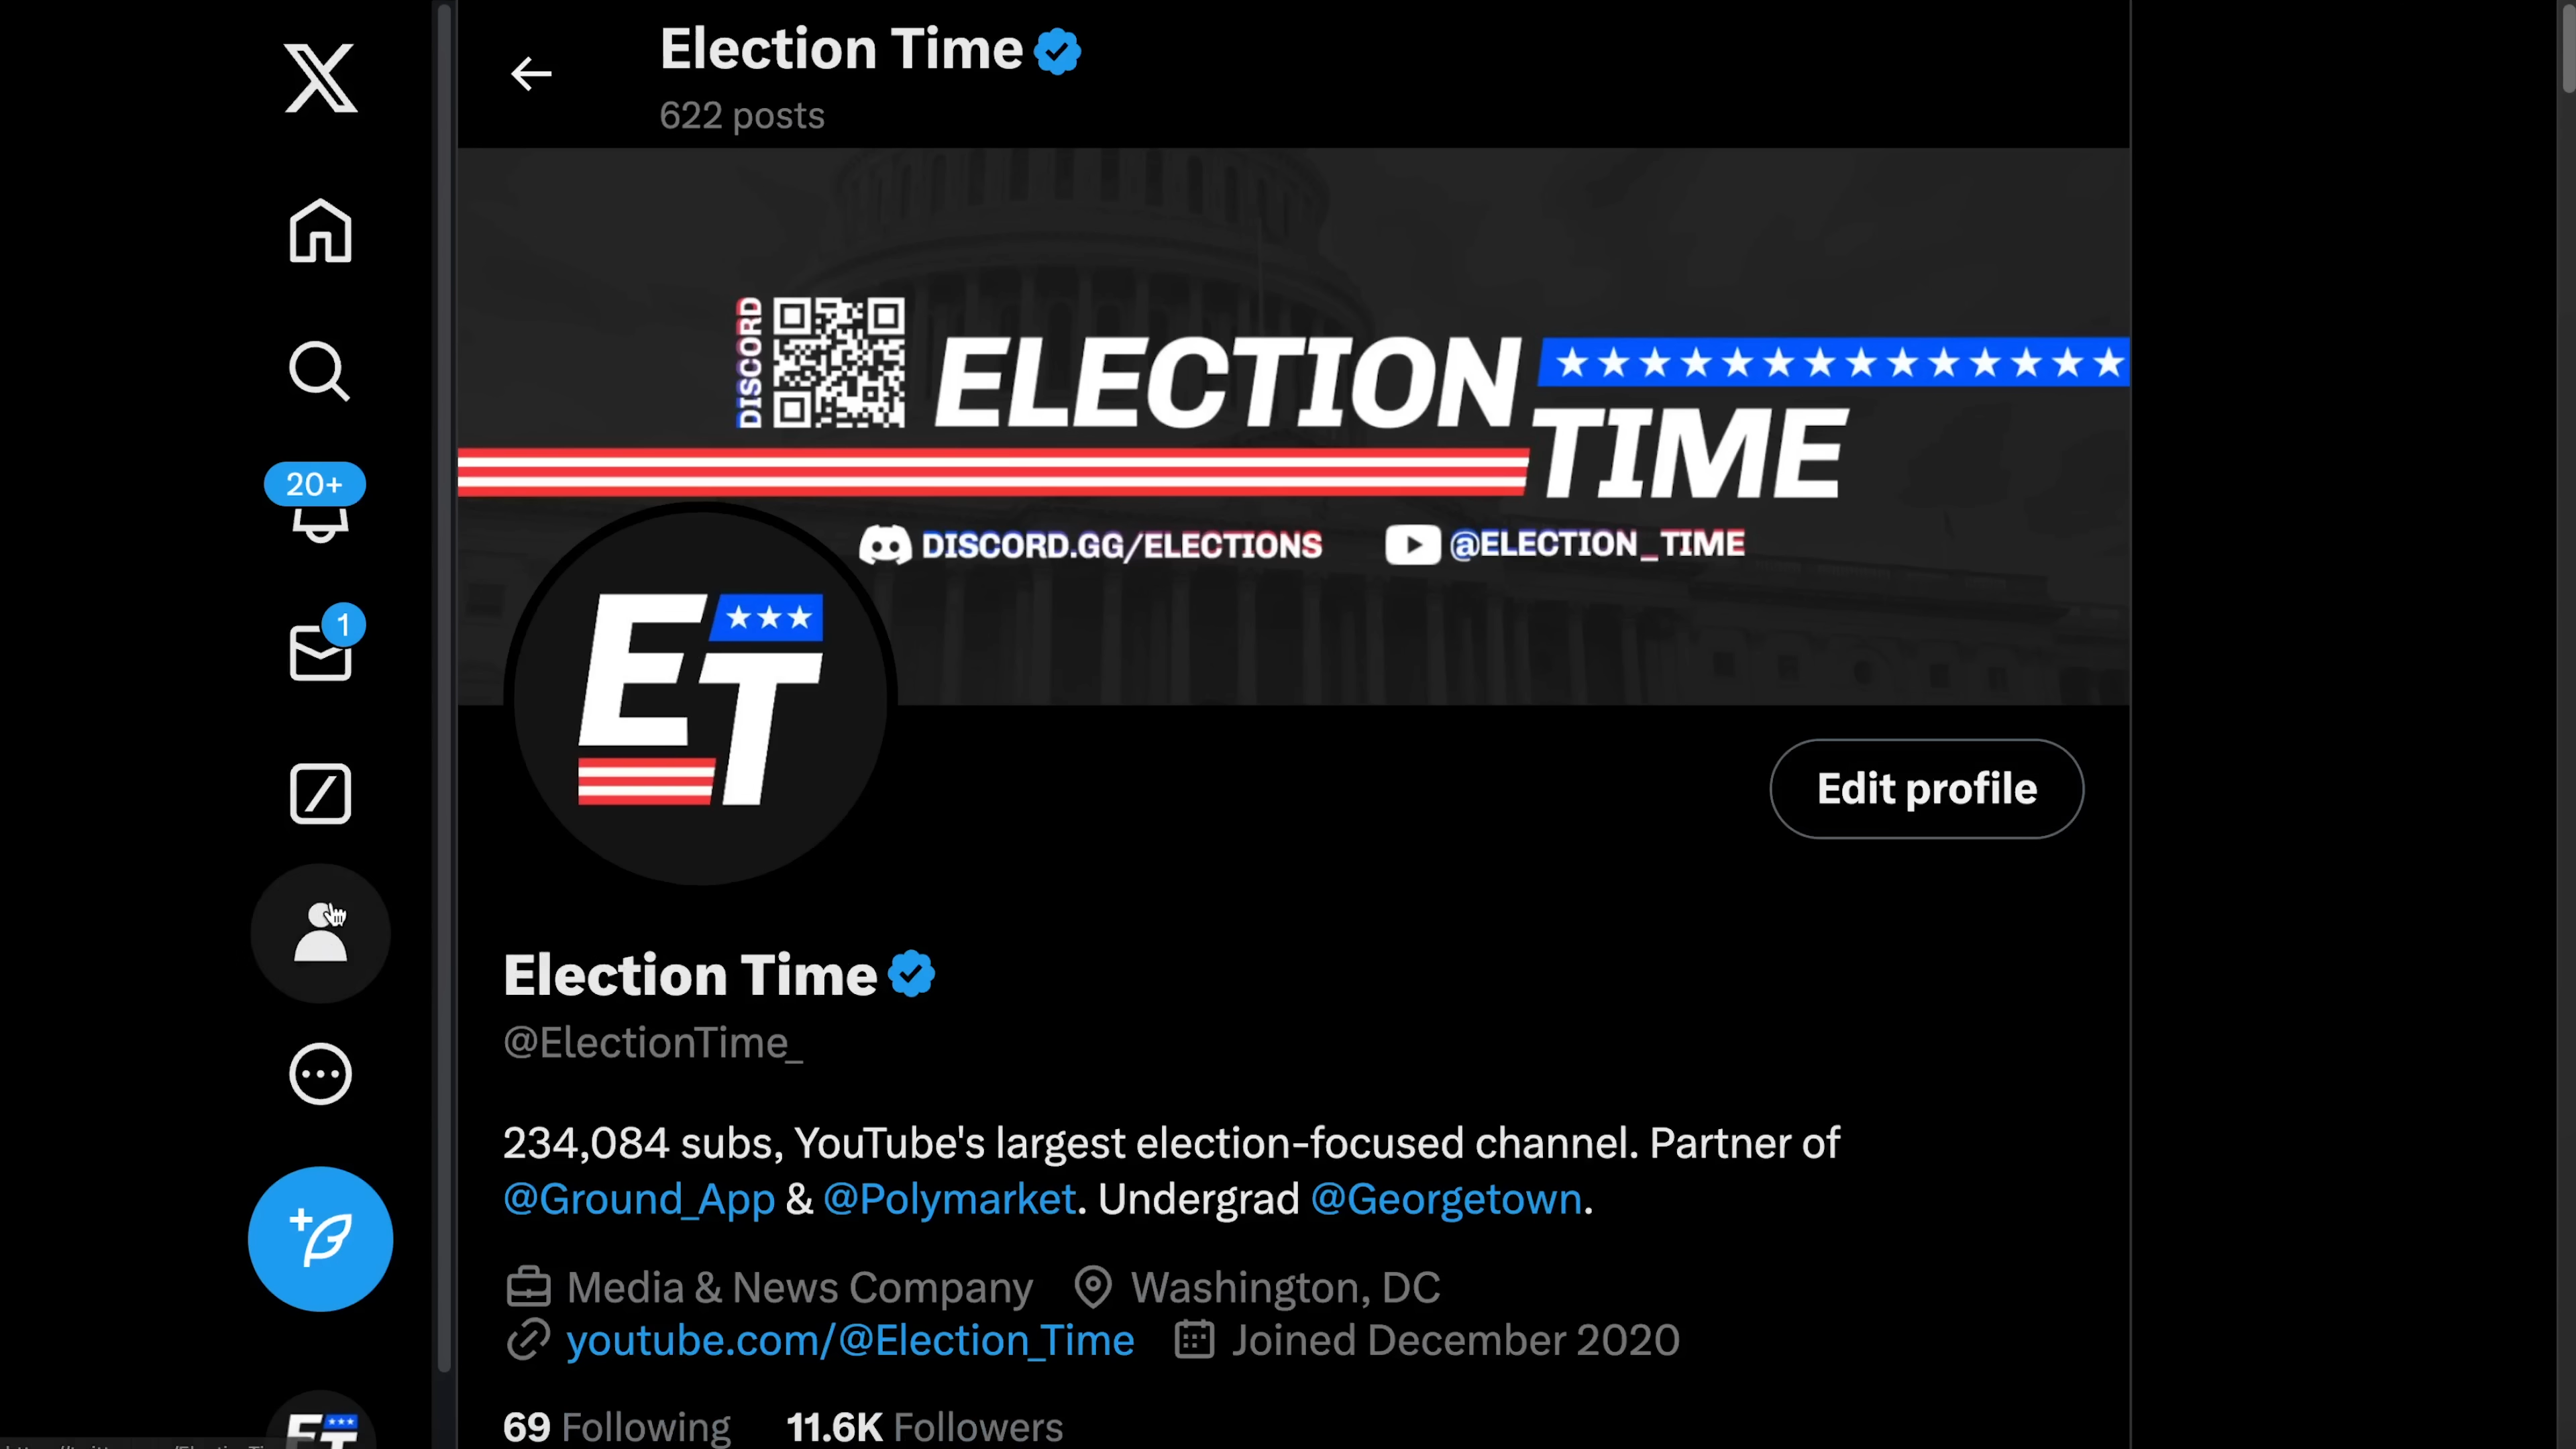 Election Time
622 posts
DISCORD
ELECTION
TIME
DISCORD.GG/ELECTIONS
@ELECTION_TIME
20+
1
ET
Edit profile
Election Time
@ElectionTime_
234,084 subs, YouTube's largest election-focused channel. Partner of
@Ground_App & @Polymarket. Undergrad @Georgetown.
Media & News Company Washington, DC
youtube.com/@Election_Time Joined December 2020
69 Following 11.6K Followers
ET